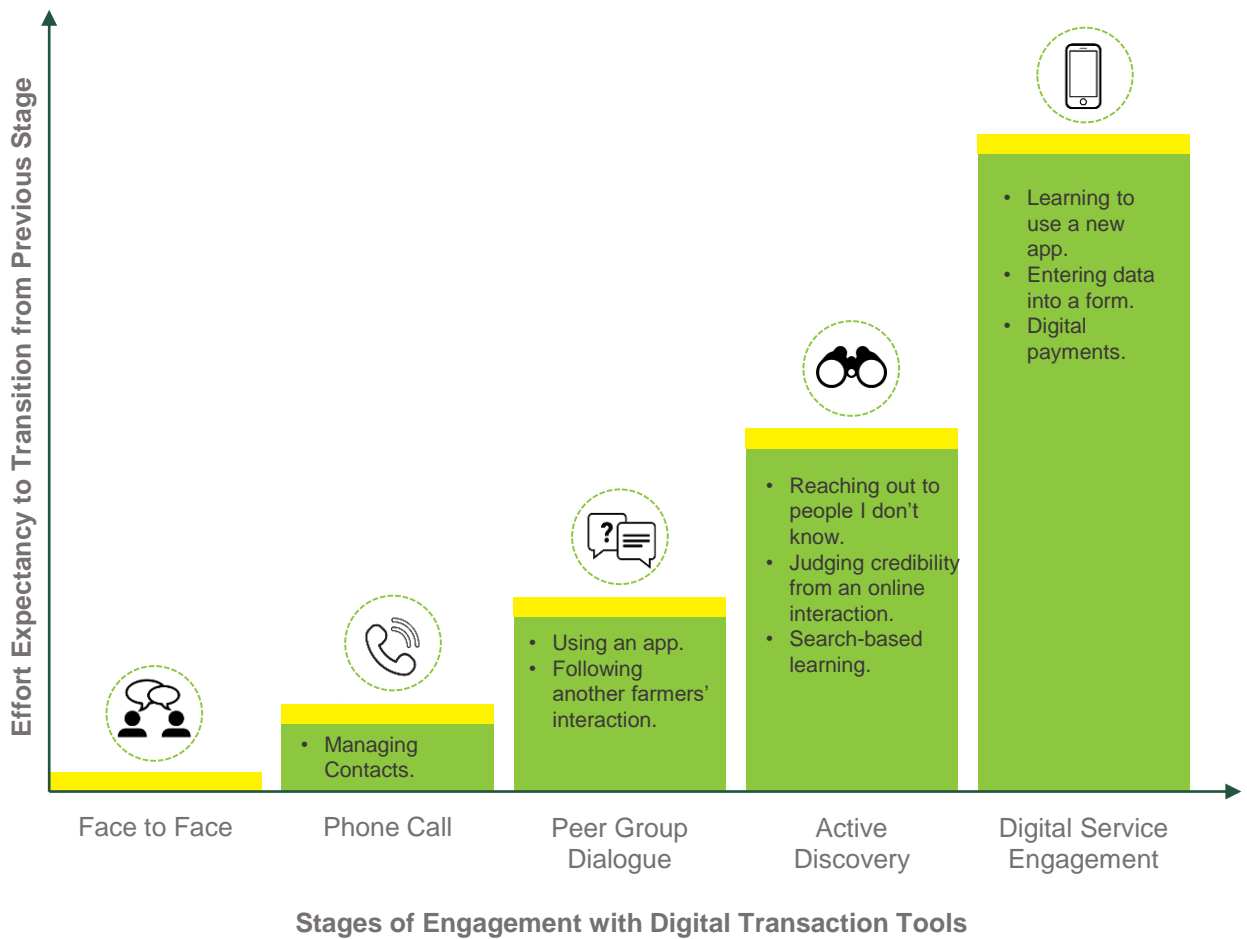 Effort Expectancy to Transition from Previous Stage
?
• Learning to
use a new
app.
• Entering data
into a form.
• Digital
payments.
• Reaching out to
people I don’t
know.
• Judging credibility
from an online
interaction.
• Search-based
learning.
• Using an app.
• Following
another farmers’
interaction.
• Managing
Contacts.
Face to Face
Phone Call
Peer Group
Dialogue
Active
Discovery
Digital Service
Engagement
Stages of Engagement with Digital Transaction Tools